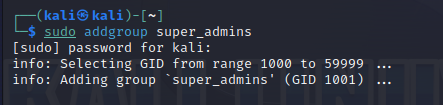 ┌──(kali㉿kali)-[~]
└─$ sudo addgroup super_admins
[sudo] password for kali:
info: Selecting GID from range 1000 to 59999 ...
info: Adding group `super_admins' (GID 1001) ...